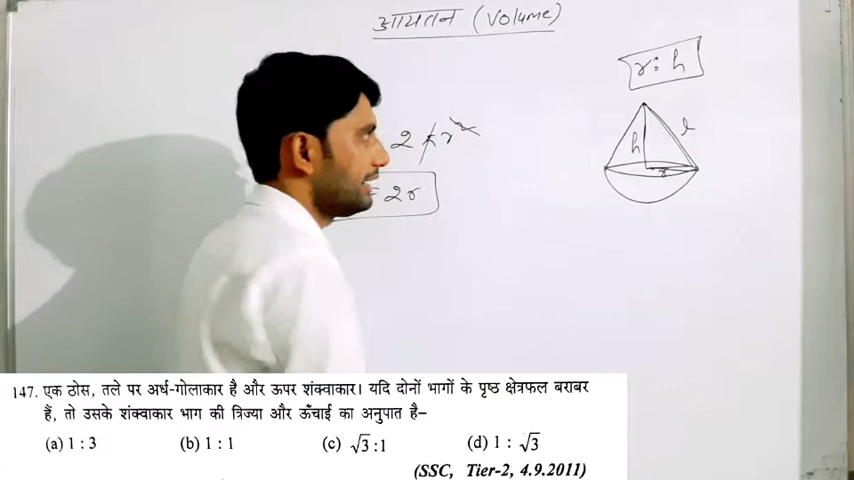 आयतन (Volume)
r : h
2πr²
= 2r
h
l
r
147. एक ठोस, तले पर अर्ध-गोलाकार है और ऊपर शंक्वाकार। यदि दोनों भागों के पृष्ठ क्षेत्रफल बराबर
हैं, तो उसके शंक्वाकार भाग की त्रिज्या और ऊँचाई का अनुपात है–
(a) 1 : 3 (b) 1 : 1 (c) √3 :1 (d) 1 : √3
(SSC, Tier-2, 4.9.2011)